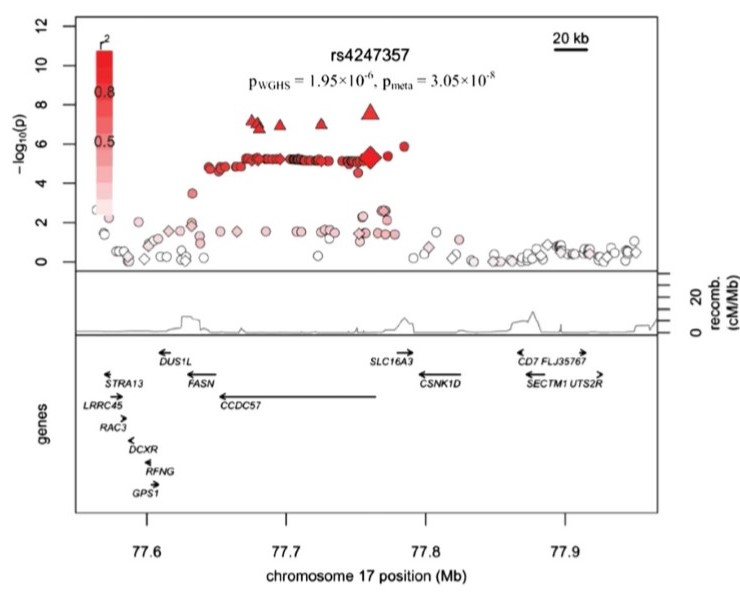 12
10
8
6
4
2
0
−log₁₀(p)
r²
0.8
0.5
20 kb
rs4247357
pWGHS = 1.95×10⁻⁶, pmeta = 3.05×10⁻⁸
20
0
recomb.
(cM/Mb)
genes
DUS1L SLC16A3 CD7 FLJ35767
STRA13 FASN CSNK1D SECTM1 UTS2R
LRRC45 CCDC57
RAC3
DCXR
RFNG
GPS1
77.6 77.7 77.8 77.9
chromosome 17 position (Mb)